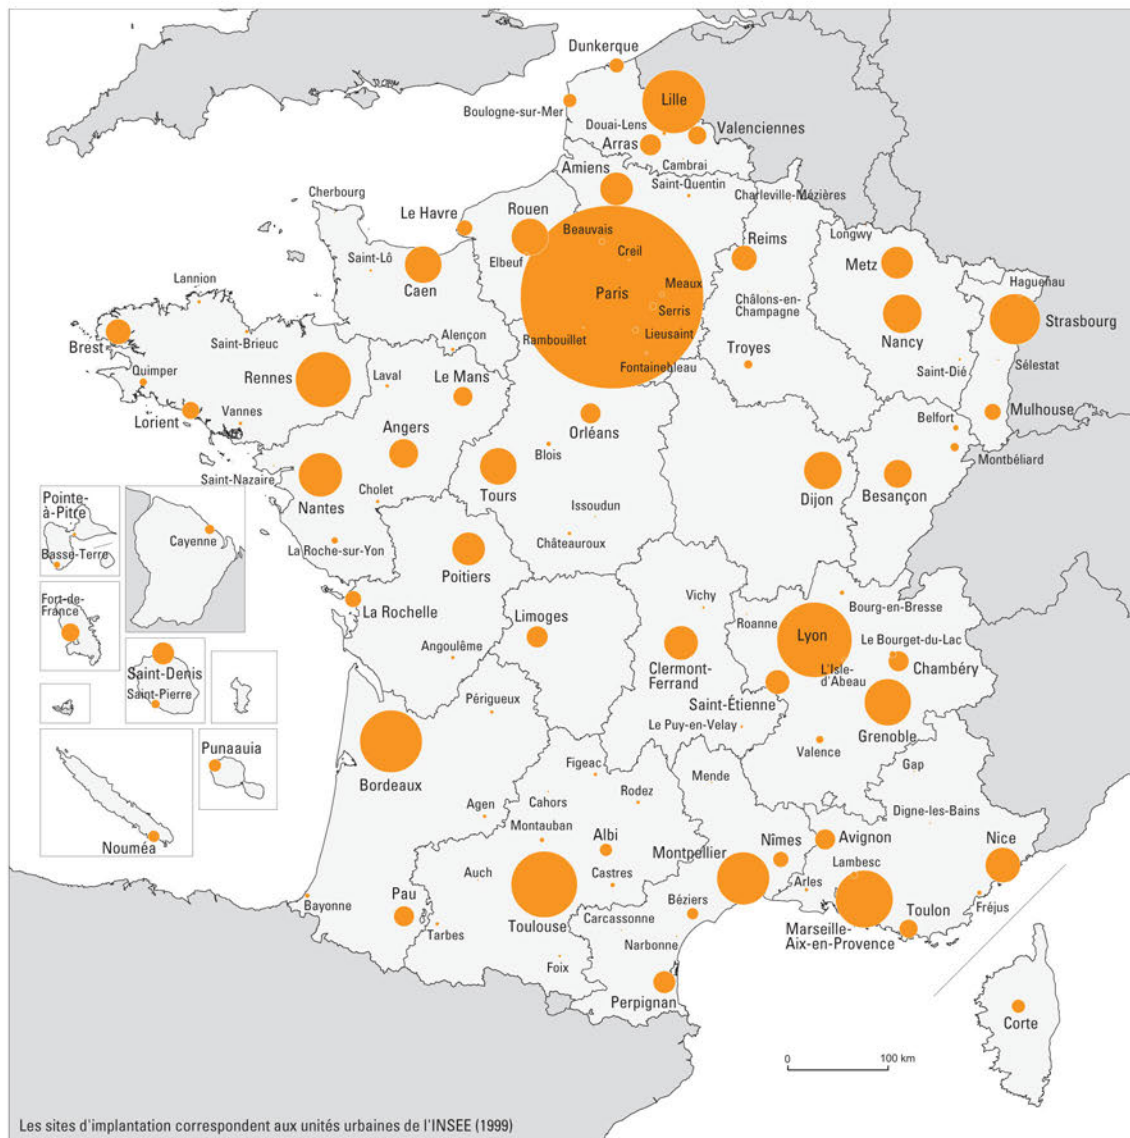 Dunkerque
Boulogne-sur-Mer
Lille
Douai-Lens
Valenciennes
Arras
Cambrai
Amiens
Saint-Quentin
Charleville-Mézières
Cherbourg
Le Havre
Rouen
Beauvais
Creil
Reims
Longwy
Metz
Saint-Lô
Elbeuf
Caen
Haguenau
Lannion
Paris
Meaux
Serris
Châlons-en-
Champagne
Strasbourg
Brest
Saint-Brieuc
Alençon
Rambouillet
Lieusaint
Nancy
Troyes
Fontainebleau
Saint-Dié
Sélestat
Quimper
Rennes
Laval
Le Mans
Lorient
Vannes
Orléans
Mulhouse
Belfort
Angers
Blois
Montbéliard
Saint-Nazaire
Nantes
Cholet
Tours
Issoudun
Dijon
Besançon
Pointe-
à-Pitre
Cayenne
Basse-Terre
La Roche-sur-Yon
Châteauroux
Poitiers
Fort-de-
France
La Rochelle
Limoges
Vichy
Roanne
Bourg-en-Bresse
Lyon
Le Bourget-du-Lac
Chambéry
Angoulême
Clermont-
Ferrand
L'Isle-
d'Abeau
Saint-Denis
Saint-Pierre
Périgueux
Saint-Étienne
Le Puy-en-Velay
Grenoble
Valence
Punaauia
Bordeaux
Figeac
Mende
Gap
Cahors
Rodez
Agen
Digne-les-Bains
Nouméa
Montauban
Albi
Nîmes
Avignon
Nice
Montpellier
Lambesc
Auch
Castres
Arles
Fréjus
Bayonne
Pau
Béziers
Toulouse
Carcassonne
Marseille-
Aix-en-Provence
Toulon
Tarbes
Narbonne
Foix
Perpignan
Corte
0
100 km
Les sites d'implantation correspondent aux unités urbaines de l'INSEE (1999)